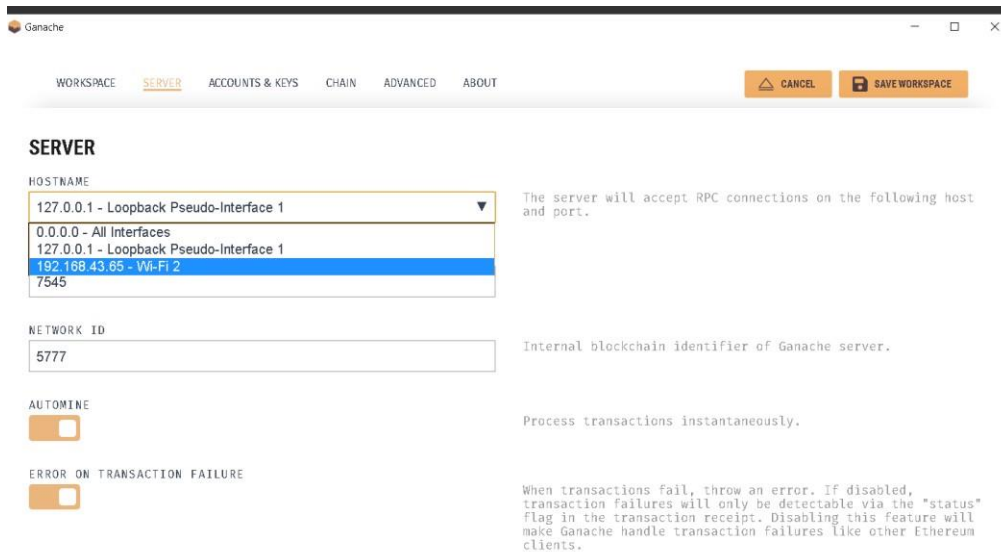 Ganache
WORKSPACE SERVER ACCOUNTS & KEYS CHAIN ADVANCED ABOUT CANCEL SAVE WORKSPACE
SERVER
HOSTNAME
127.0.0.1 - Loopback Pseudo-Interface 1
The server will accept RPC connections on the following host
and port.
0.0.0.0 - All Interfaces
127.0.0.1 - Loopback Pseudo-Interface 1
192.168.43.65 - Wi-Fi 2
7545
NETWORK ID
5777
Internal blockchain identifier of Ganache server.
AUTOMINE
Process transactions instantaneously.
ERROR ON TRANSACTION FAILURE
When transactions fail, throw an error. If disabled,
transaction failures will only be detectable via the "status"
flag in the transaction receipt. Disabling this feature will
make Ganache handle transaction failures like other Ethereum
clients.